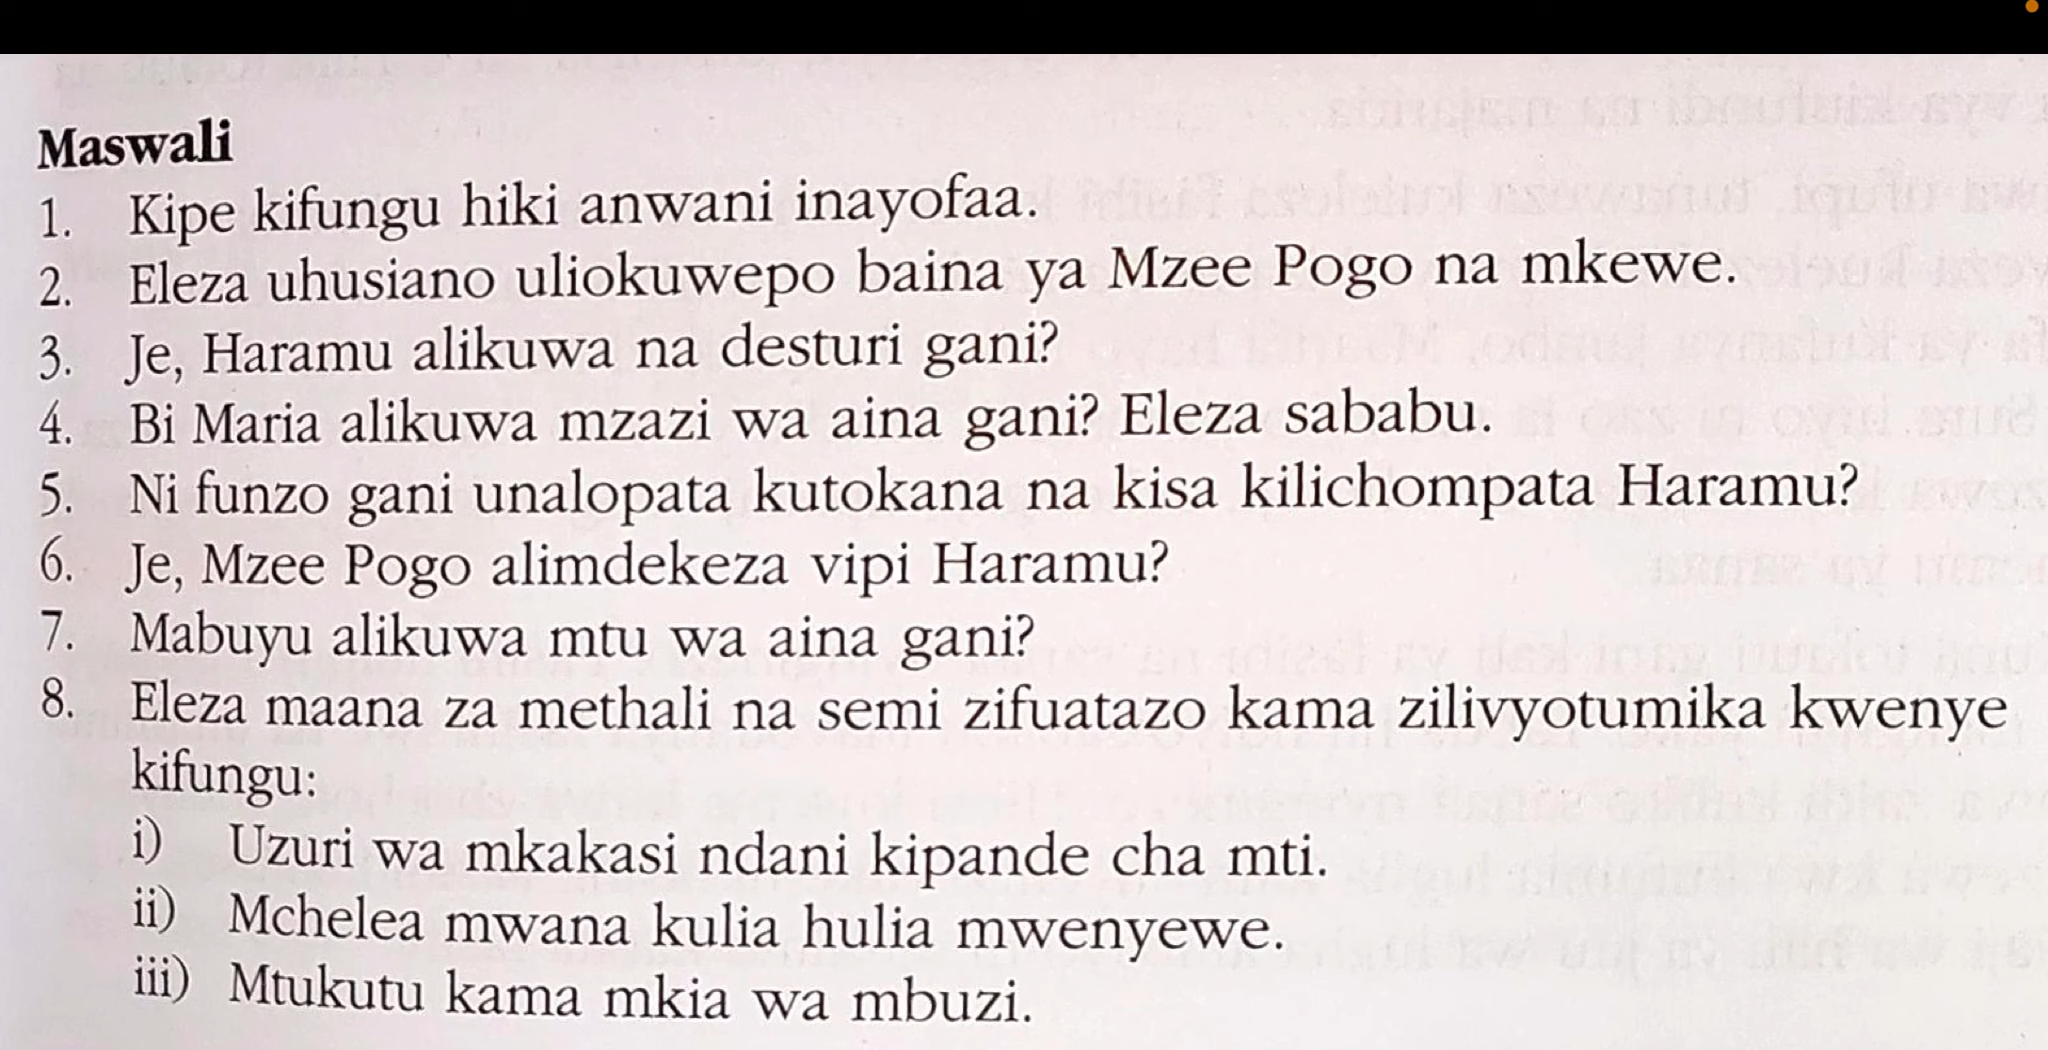 Maswali
1. Kipe kifungu hiki anwani inayofaa.
2. Eleza uhusiano uliokuwepo baina ya Mzee Pogo na mkewe.
3. Je, Haramu alikuwa na desturi gani?
4. Bi Maria alikuwa mzazi wa aina gani? Eleza sababu.
5. Ni funzo gani unalopata kutokana na kisa kilichompata Haramu?
6. Je, Mzee Pogo alimdekeza vipi Haramu?
7. Mabuyu alikuwa mtu wa aina gani?
8. Eleza maana za methali na semi zifuatazo kama zilivyotumika kwenye
kifungu:
i) Uzuri wa mkakasi ndani kipande cha mti.
ii) Mchelea mwana kulia hulia mwenyewe.
iii) Mtukutu kama mkia wa mbuzi.